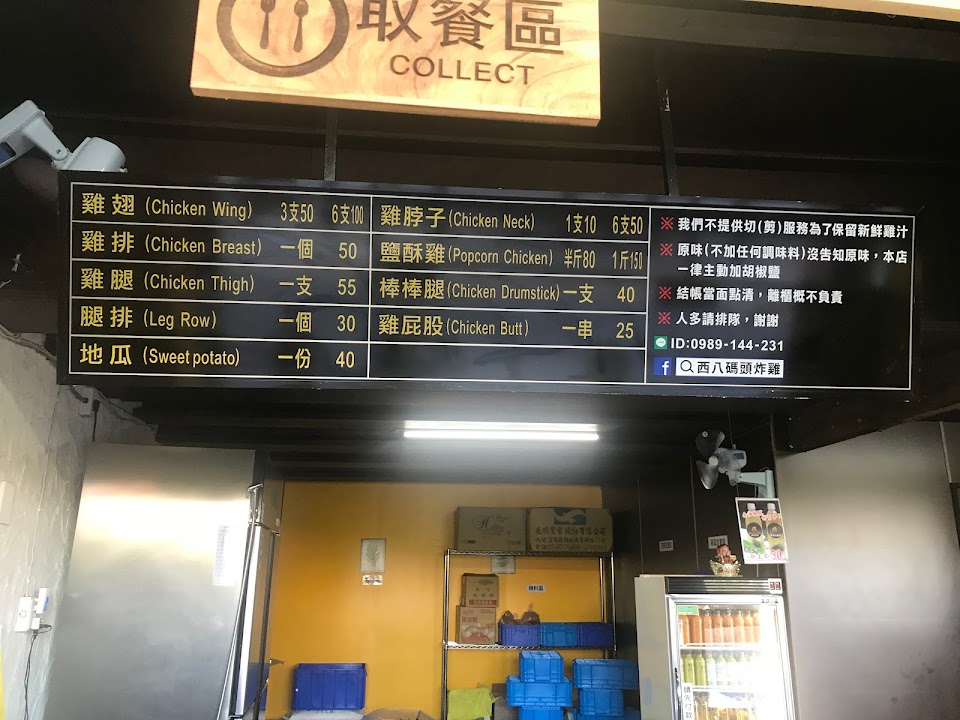 取餐區
COLLECT
雞翅 (Chicken Wing) 3支50 6支100
雞排 (Chicken Breast) 一個 50
雞腿 (Chicken Thigh) 一支 55
腿排 (Leg Row) 一個 30
地瓜 (Sweet potato) 一份 40
雞脖子 (Chicken Neck) 1支10 6支50
鹽酥雞 (Popcorn Chicken) 半斤80 1斤150
棒棒腿 (Chicken Drumstick) 一支 40
雞屁股 (Chicken Butt) 一串 25
※ 我們不提供切(剪)服務為了保留新鮮雞汁
※ 原味(不加任何調味料)沒告知原味，本店
一律主動加胡椒鹽
※ 結帳當面點清，離櫃概不負責
※ 人多請排隊，謝謝
ID:0989-144-231
f 西八碼頭炸雞